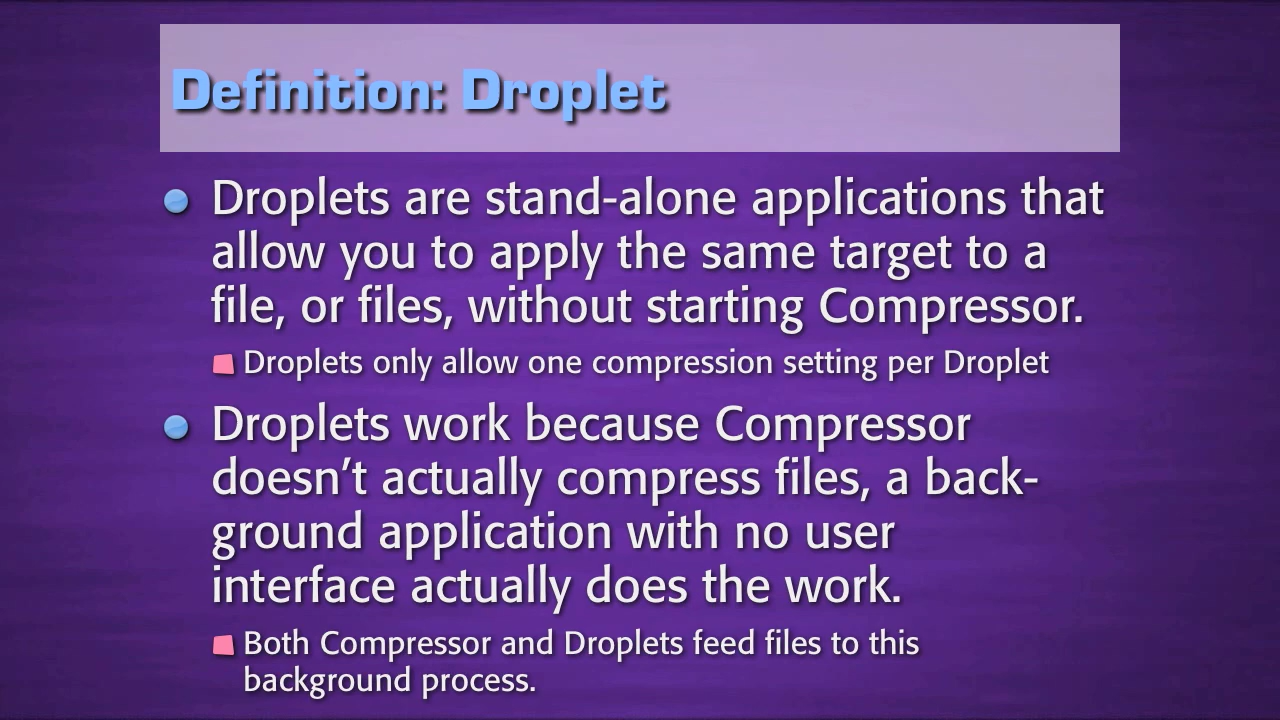 Definition: Droplet
Droplets are stand-alone applications that
allow you to apply the same target to a
file, or files, without starting Compressor.
Droplets only allow one compression setting per Droplet
Droplets work because Compressor
doesn’t actually compress files, a back-
ground application with no user
interface actually does the work.
Both Compressor and Droplets feed files to this
background process.